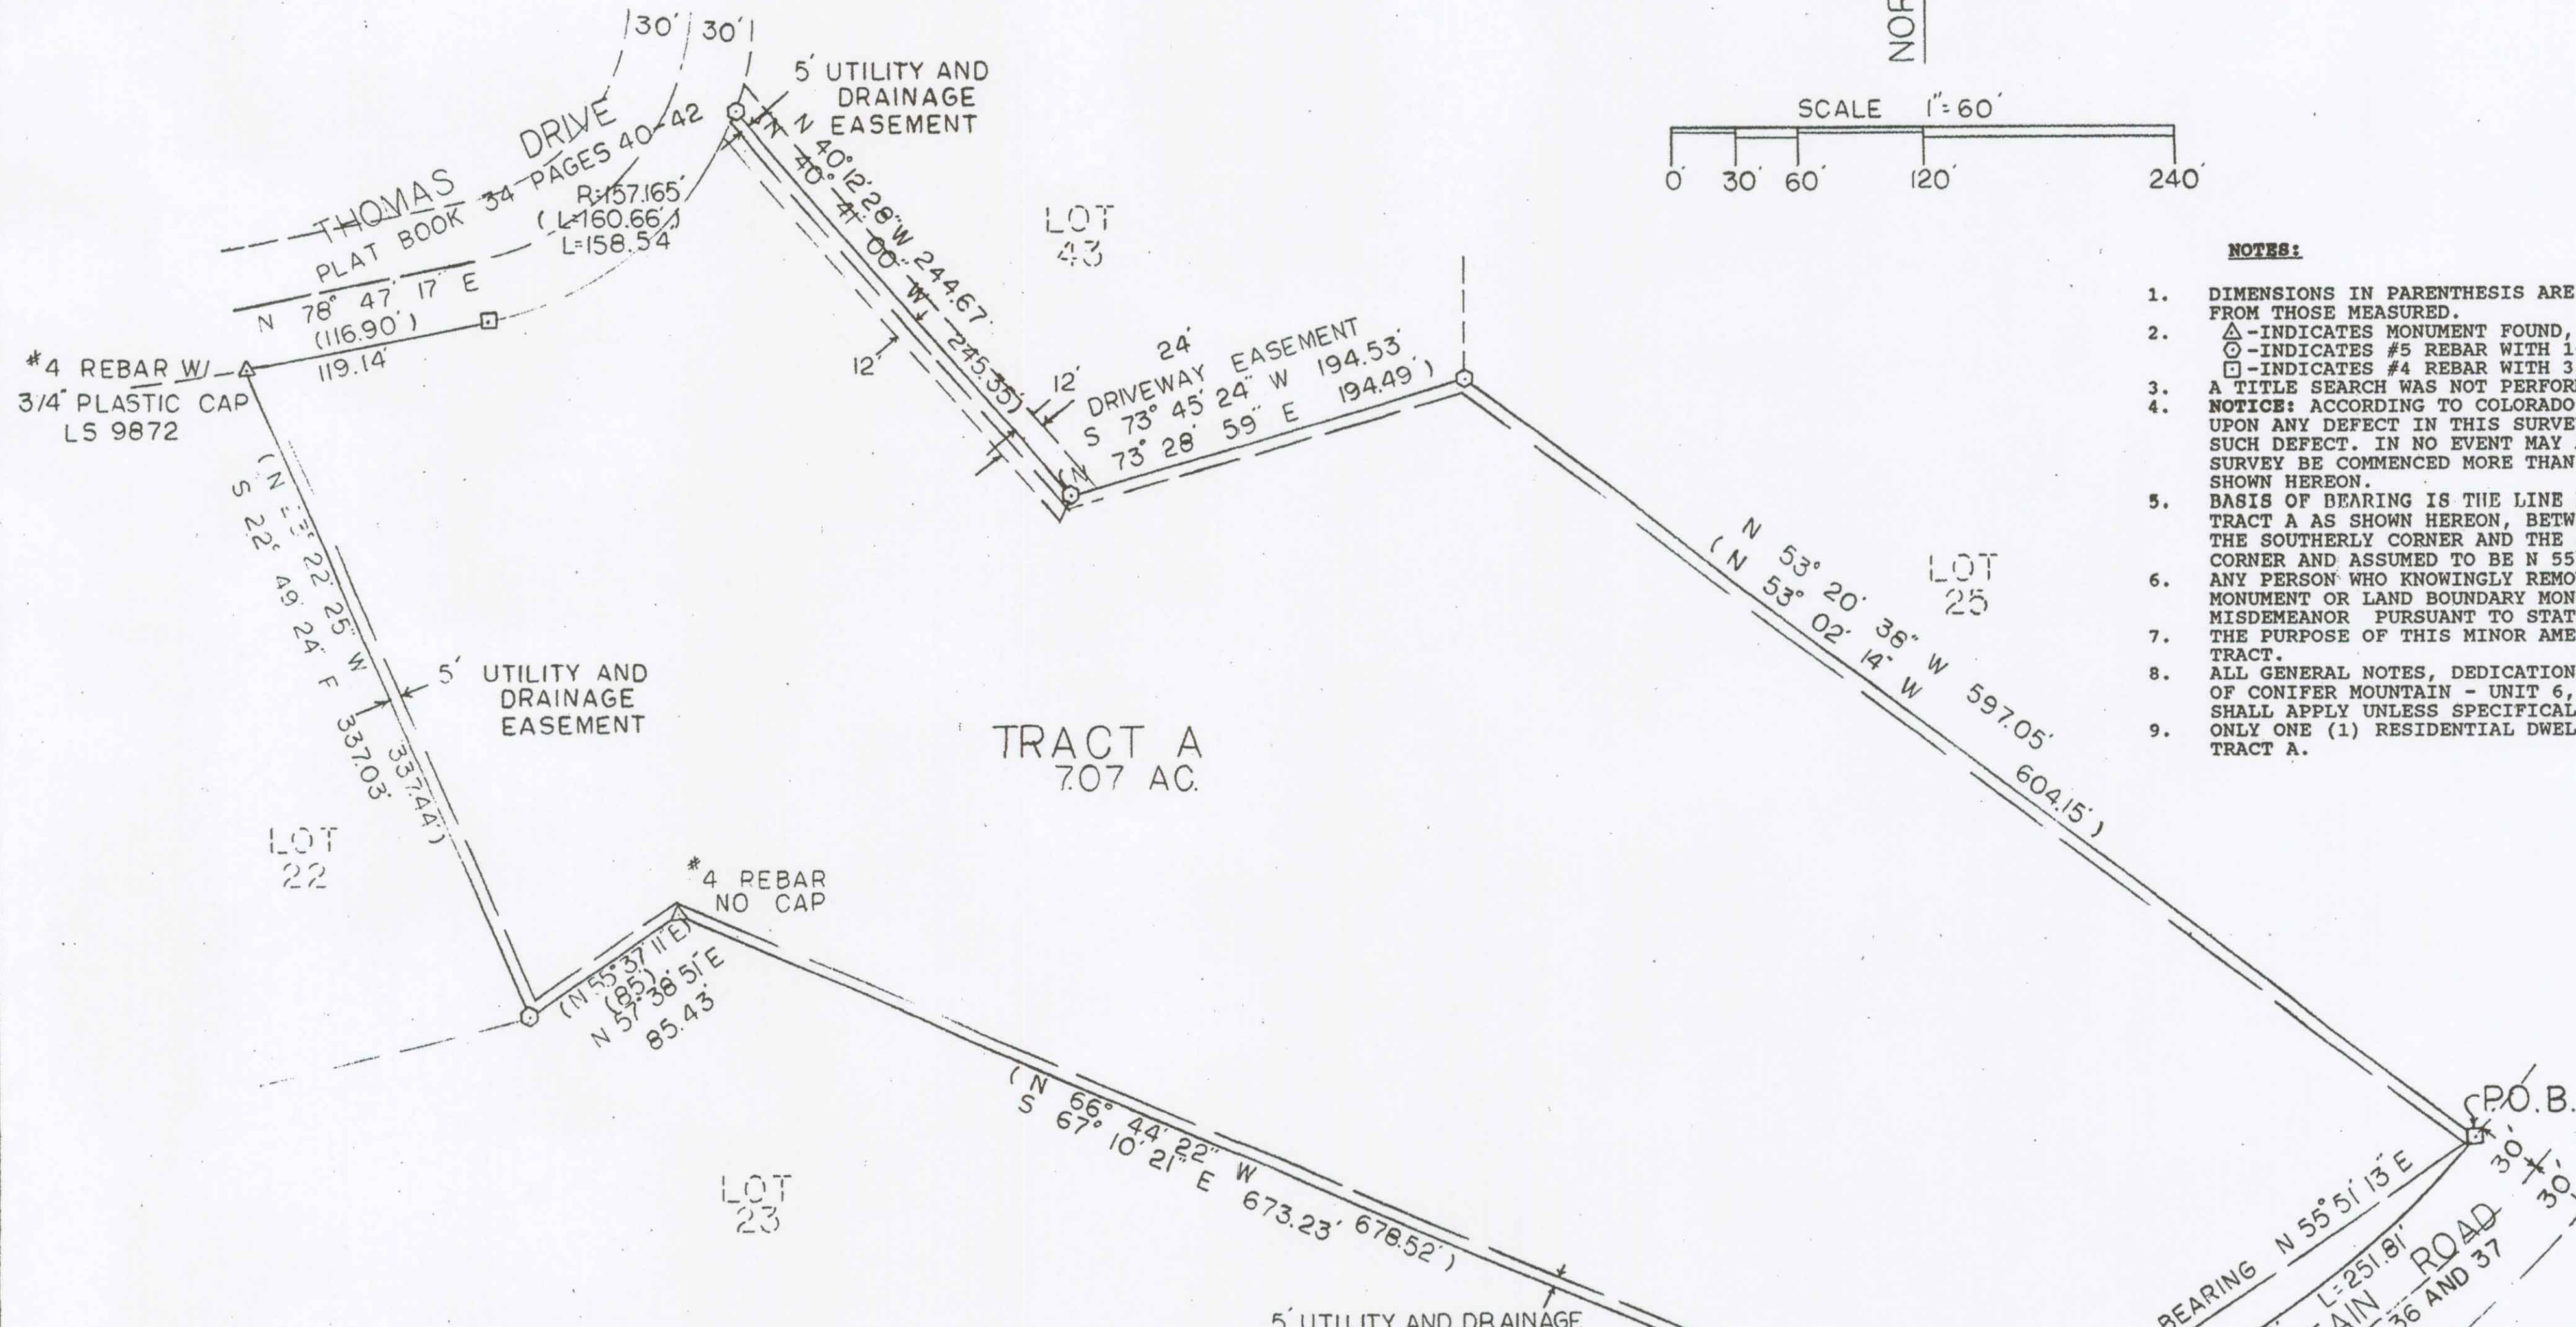 30' 30'
5' UTILITY AND
DRAINAGE
EASEMENT
THOMAS DRIVE
PLAT BOOK 34 PAGES 40-42
R=157.165'
(L=160.66')
L=158.54'
N 78° 47' 17" E
(116.90')
119.14'
#4 REBAR W/
3/4" PLASTIC CAP
LS 9872
N 40° 12' 28" W 244.67'
40° 41' 00" W 245.35')
12'
12'
24'
DRIVEWAY EASEMENT
S 73° 45' 24" W 194.53'
(N 73° 28' 59" E 194.49')
LOT
43
NOR
SCALE 1"=60'
0' 30' 60' 120' 240'
NOTES:
1. DIMENSIONS IN PARENTHESIS ARE
FROM THOSE MEASURED.
2. -INDICATES MONUMENT FOUND,
-INDICATES #5 REBAR WITH 1
-INDICATES #4 REBAR WITH 3
3. A TITLE SEARCH WAS NOT PERFOR
4. NOTICE: ACCORDING TO COLORADO
UPON ANY DEFECT IN THIS SURVE
SUCH DEFECT. IN NO EVENT MAY
SURVEY BE COMMENCED MORE THAN
SHOWN HEREON.
5. BASIS OF BEARING IS THE LINE
TRACT A AS SHOWN HEREON, BETW
THE SOUTHERLY CORNER AND THE
CORNER AND ASSUMED TO BE N 55
6. ANY PERSON WHO KNOWINGLY REMO
MONUMENT OR LAND BOUNDARY MON
MISDEMEANOR PURSUANT TO STAT
7. THE PURPOSE OF THIS MINOR AME
TRACT.
8. ALL GENERAL NOTES, DEDICATION
OF CONIFER MOUNTAIN - UNIT 6,
SHALL APPLY UNLESS SPECIFICAL
9. ONLY ONE (1) RESIDENTIAL DWEL
TRACT A.
N 53° 20' 38" W 597.05'
(N 53° 02' 14" W 604.15')
LOT
25
(N 22' 25" W 337.44')
S 22° 49' 24" E 337.03'
5' UTILITY AND
DRAINAGE
EASEMENT
TRACT A
7.07 AC.
LOT
22
#4 REBAR
NO CAP
(N 55° 37' 11" E)
(85')
N 57° 38' 51" E
85.43'
(N 66° 44' 22" W 678.52')
S 67° 10' 21" E 673.23'
LOT
23
5' UTILITY AND DRAINAGE
P.O.B.
30'
30'
BEARING N 55° 51' 13" E
L=251.81'
AIN ROAD
36 AND 37